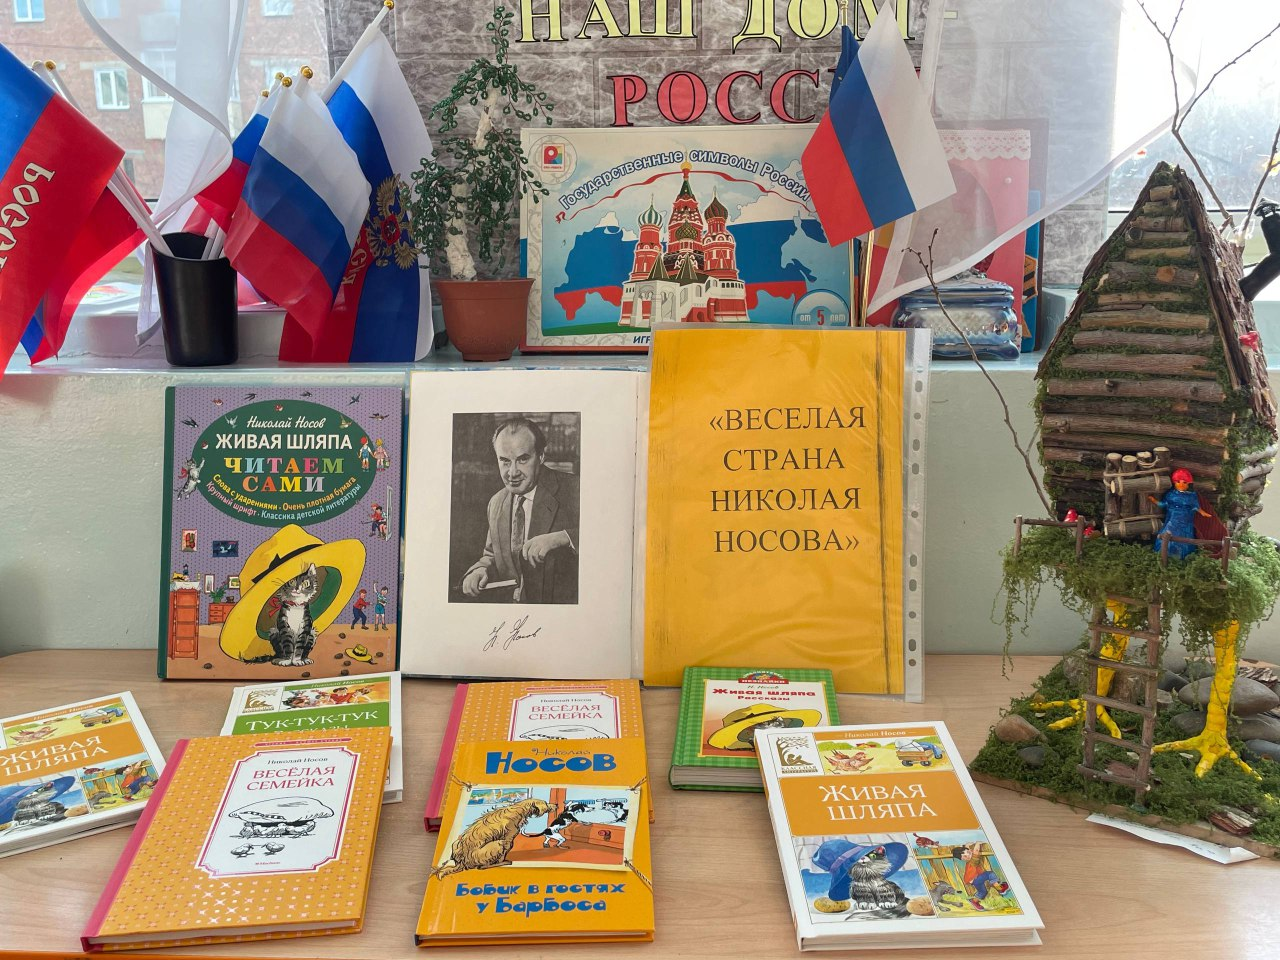 НАШ ДОМ-
РОСС
РОСС
Государственные символы России
от 5 лет
Николай Носов
ЖИВАЯ ШЛЯПА
ЧИТАЕМ
САМИ
Слова с ударениями · Очень плотная бумага
Крупный шрифт · Классика детской литературы
«ВЕСЕЛАЯ
СТРАНА
НИКОЛАЯ
НОСОВА»
ЖИВАЯ
ШЛЯПА
Николай Носов
ТУК-ТУК-ТУК
Николай Носов
ВЕСЁЛАЯ
СЕМЕЙКА
Николай Носов
ВЕСЁЛАЯ
СЕМЕЙКА
Николай
НОСОВ
Бобик в гостях
у Барбоса
Н. Носов
Живая шляпа
Рассказы
Николай Носов
ЖИВАЯ
ШЛЯПА